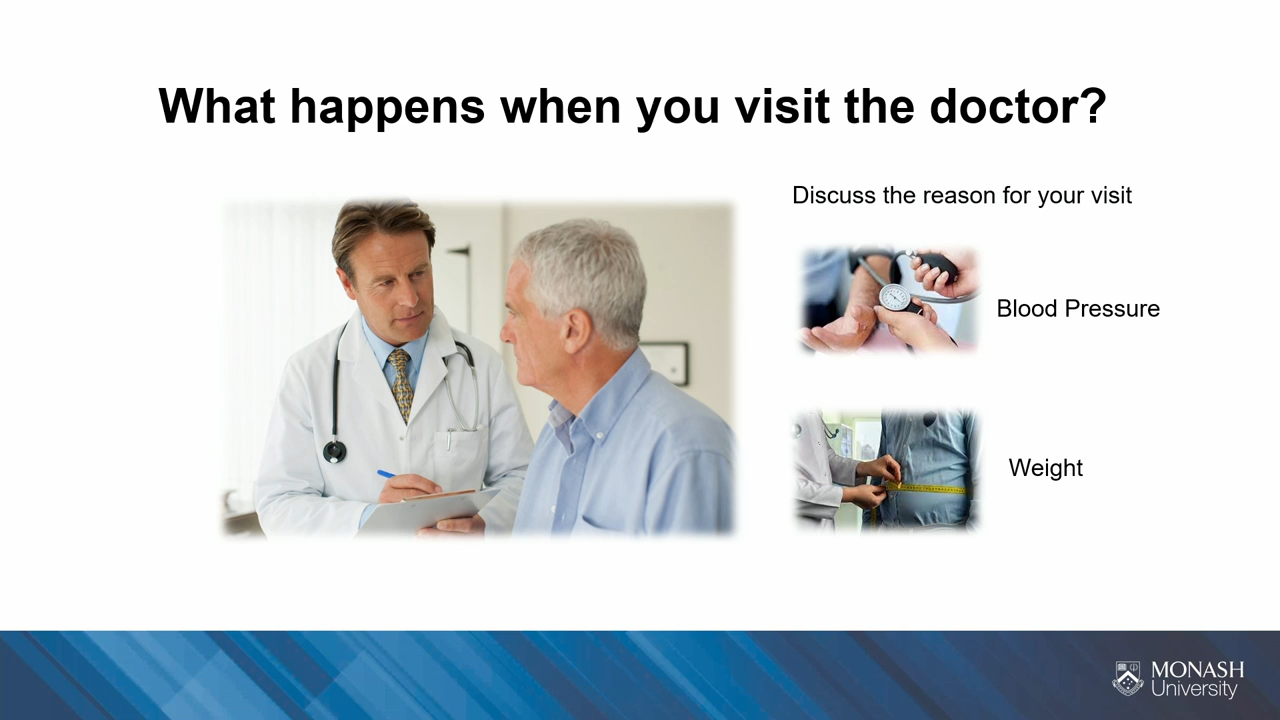 What happens when you visit the doctor?
Discuss the reason for your visit
Blood Pressure
Weight
MONASH
University